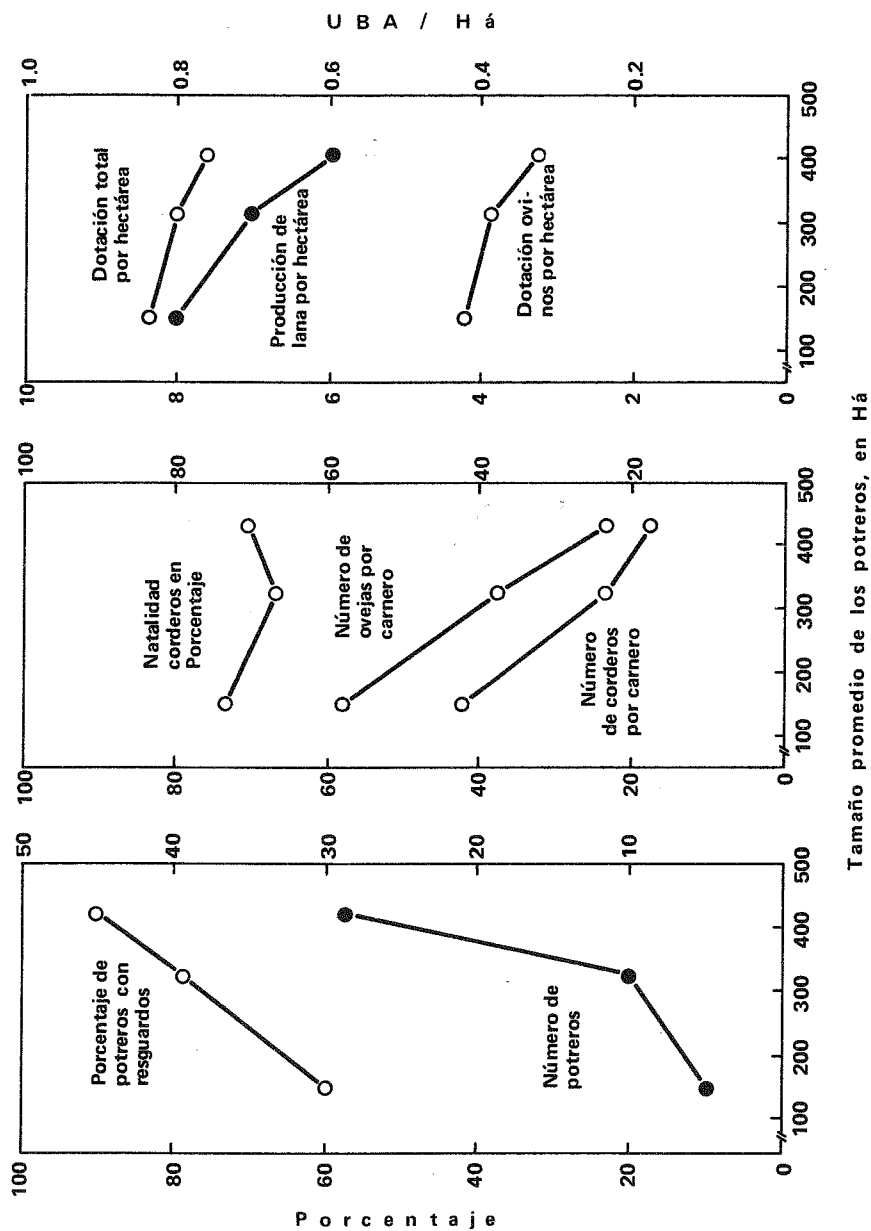 Porcentaje
100
80
60
40
20
0
Porcentaje de
potreros con
resguardos
Número de
potreros
50
40
30
20
10
100
200
300
400
500
100
80
60
40
20
0
Natalidad
corderos en
Porcentaje
Número de
ovejas por
carnero
Número
de corderos
por carnero
100
80
60
40
20
100
200
300
400
500
10
8
6
4
2
0
Dotación total
por hectárea
Producción de
lana por hectárea
Dotación ovi-
nos por hectárea
1.0
0.8
0.6
0.4
0.2
100
200
300
400
500
UBA / Há
Tamaño promedio de los potreros, en Há